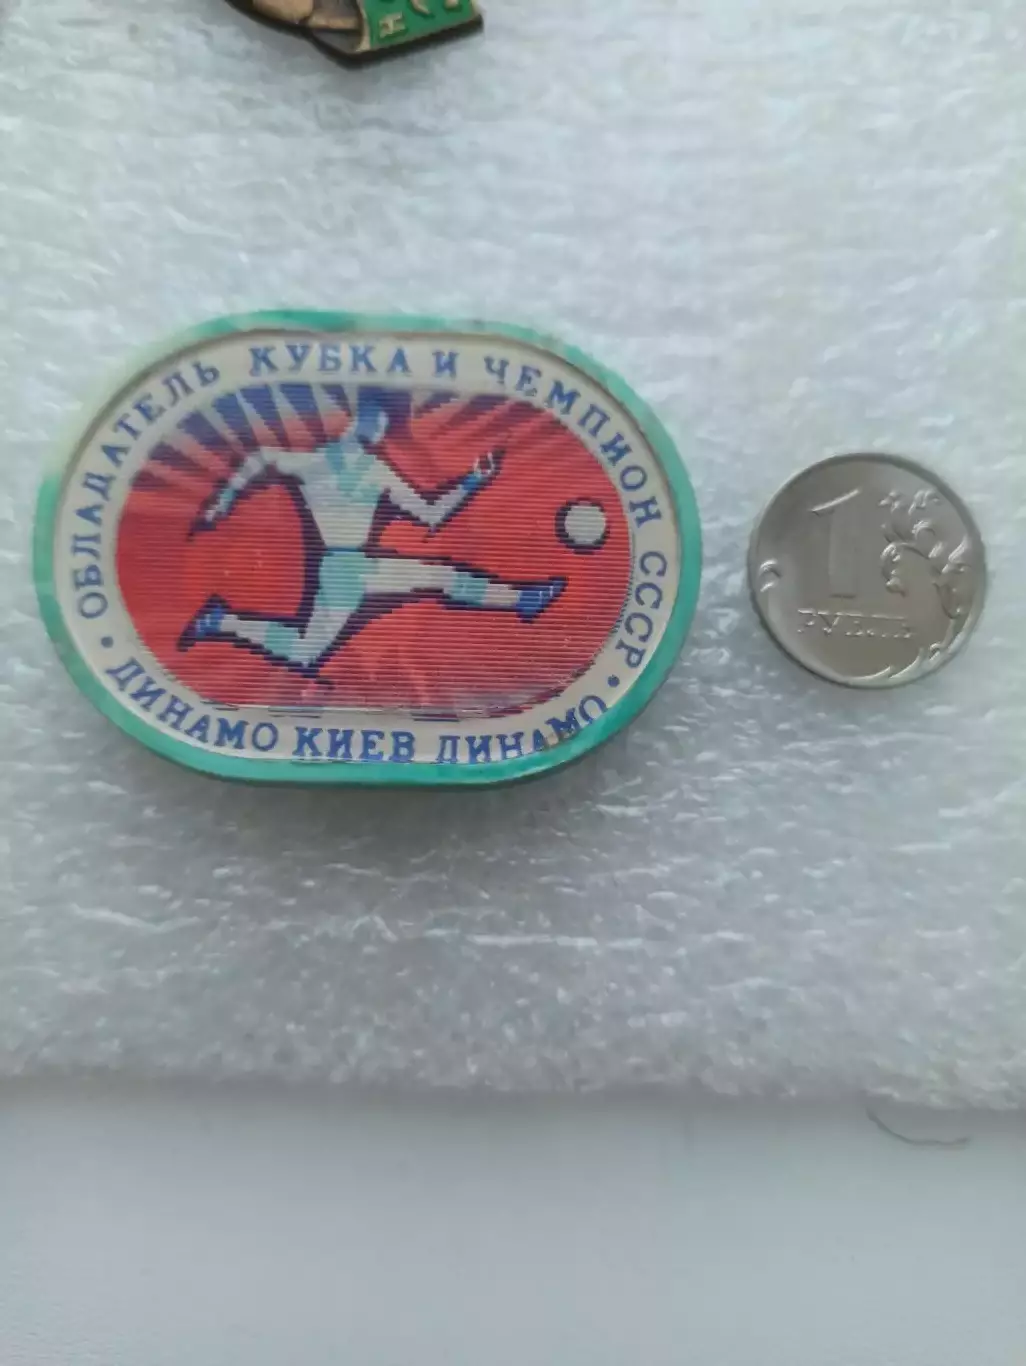 ОБЛАДАТЕЛЬ КУБКА И ЧЕМПИОН СССР
• ДИНАМО КИЕВ ДИНАМО •
1
РУБЛЬ